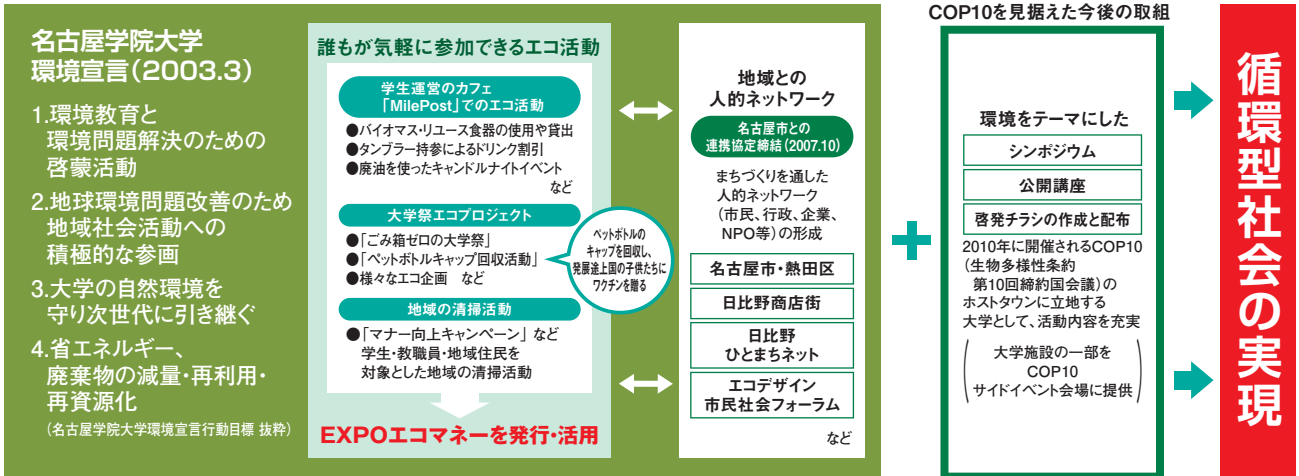 名古屋学院大学
環境宣言(2003.3)
1.環境教育と
環境問題解決のための
啓蒙活動
2.地球環境問題改善のため
地域社会活動への
積極的な参画
3.大学の自然環境を
守り次世代に引き継ぐ
4.省エネルギー、
廃棄物の減量・再利用・
再資源化
(名古屋学院大学環境宣言行動目標 抜粋)
誰もが気軽に参加できるエコ活動
学生運営のカフェ
「MilePost」でのエコ活動
●バイオマス・リユース食器の使用や貸出
●タンブラー持参によるドリンク割引
●廃油を使ったキャンドルナイトイベント
など
大学祭エコプロジェクト
●「ごみ箱ゼロの大学祭」
●「ペットボトルキャップ回収活動」
●様々なエコ企画 など
ペットボトルの
キャップを回収し、
発展途上国の子供たちに
ワクチンを贈る
地域の清掃活動
●「マナー向上キャンペーン」など
学生・教職員・地域住民を
対象とした地域の清掃活動
EXPOエコマネーを発行・活用
地域との
人的ネットワーク
名古屋市との
連携協定締結(2007.10)
まちづくりを通した
人的ネットワーク
(市民、行政、企業、
NPO等)の形成
名古屋市・熱田区
日比野商店街
日比野
ひとまちネット
エコデザイン
市民社会フォーラム
など
COP10を見据えた今後の取組
環境をテーマにした
シンポジウム
公開講座
啓発チラシの作成と配布
2010年に開催されるCOP10
(生物多様性条約
第10回締約国会議)の
ホストタウンに立地する
大学として、活動内容を充実
(大学施設の一部を
COP10
サイドイベント会場に提供)
循環型社会の実現